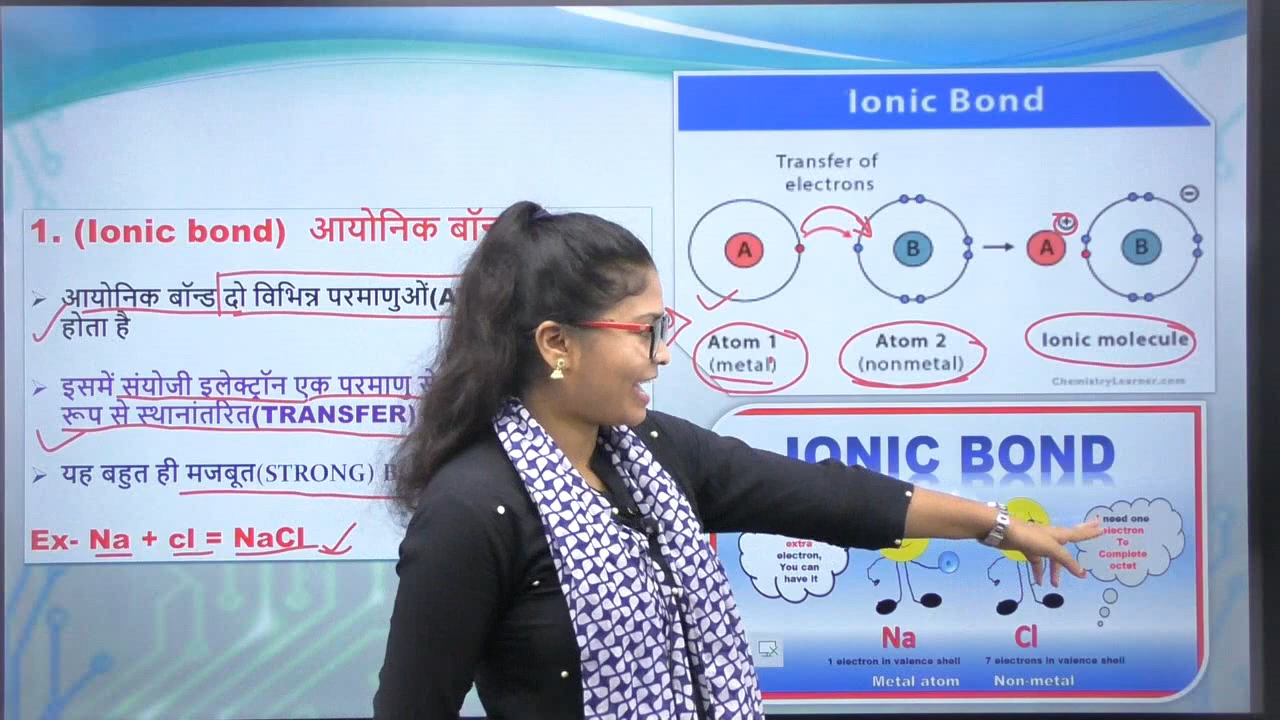 1. (Ionic bond) आयोनिक
आयोनिक बॉन्ड दो विभिन्न परमाणुओं(A
होता है
इसमें संयोजी इलेक्ट्रॉन एक परमाणु
रूप से स्थानांतरित(TRANSFER)
यह बहुत ही मजबूत(STRONG)
Ex- Na + cl = NaCl
Ionic Bond
Transfer of
electrons
A
B
A
+
B
−
Atom 1
(metal)
Atom 2
(nonmetal)
Ionic molecule
ChemistryLearner.com
IONIC BOND
extra
electron,
You can
have it
need one
electron
To
Complete
octet
Na
Cl
1 electron in valence shell
7 electrons in valence shell
Metal atom
Non-metal